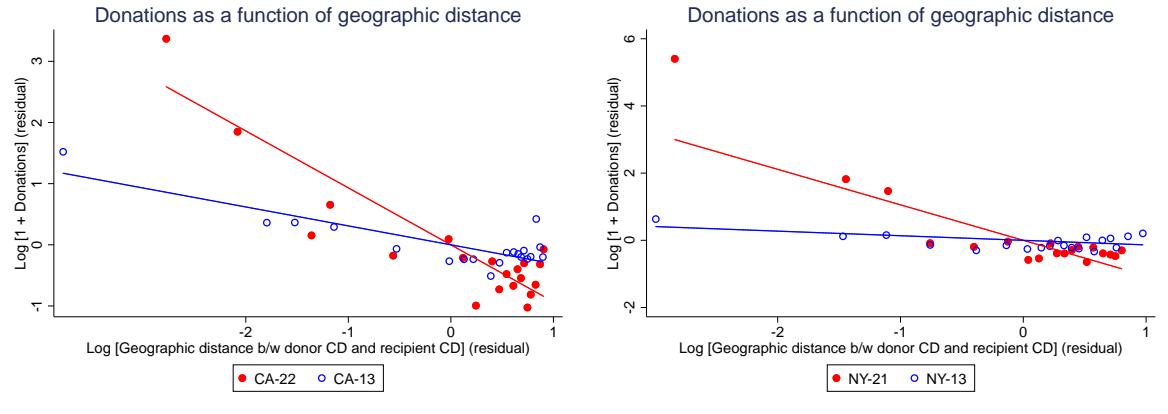 Donations as a function of geographic distance
Log [1 + Donations] (residual)
3
2
1
0
-1
-2
-1
0
1
Log [Geographic distance b/w donor CD and recipient CD] (residual)
CA-22
CA-13
Donations as a function of geographic distance
Log [1 + Donations] (residual)
6
4
2
0
-2
-2
-1
0
1
Log [Geographic distance b/w donor CD and recipient CD] (residual)
NY-21
NY-13